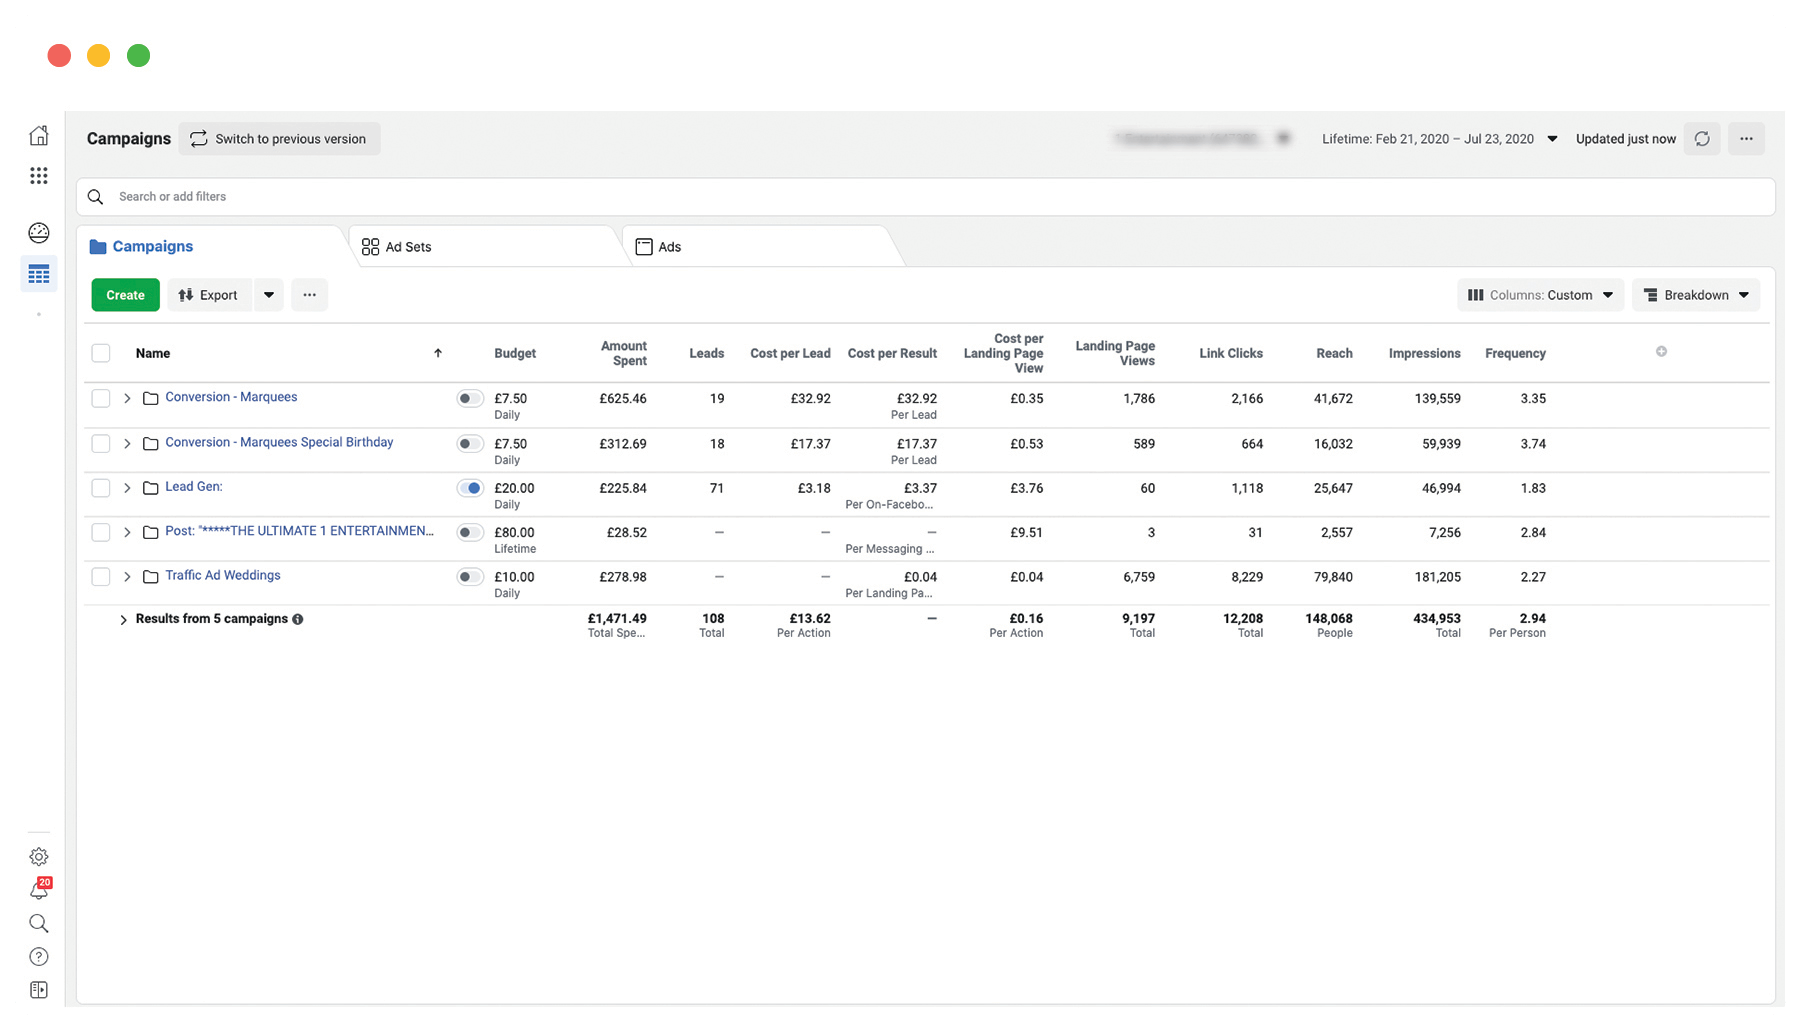 Campaigns Switch to previous version Lifetime: Feb 21, 2020 – Jul 23, 2020 Updated just now
Search or add filters
Campaigns Ad Sets Ads
Create Export Columns: Custom Breakdown
Name Budget Amount Spent Leads Cost per Lead Cost per Result Cost per Landing Page View Landing Page Views Link Clicks Reach Impressions Frequency
Conversion - Marquees £7.50 £625.46 19 £32.92 £32.92 £0.35 1,786 2,166 41,672 139,559 3.35
Daily Per Lead
Conversion - Marquees Special Birthday £7.50 £312.69 18 £17.37 £17.37 £0.53 589 664 16,032 59,939 3.74
Daily Per Lead
Lead Gen: £20.00 £225.84 71 £3.18 £3.37 £3.76 60 1,118 25,647 46,994 1.83
Daily Per On-Facebo...
Post: "*****THE ULTIMATE 1 ENTERTAINMEN... £80.00 £28.52 — — — £9.51 3 31 2,557 7,256 2.84
Lifetime Per Messaging ...
Traffic Ad Weddings £10.00 £278.98 — — £0.04 £0.04 6,759 8,229 79,840 181,205 2.27
Daily Per Landing Pa...
Results from 5 campaigns £1,471.49 108 £13.62 — £0.16 9,197 12,208 148,068 434,953 2.94
Total Spe... Total Per Action Per Action Total Total People Total Per Person
20